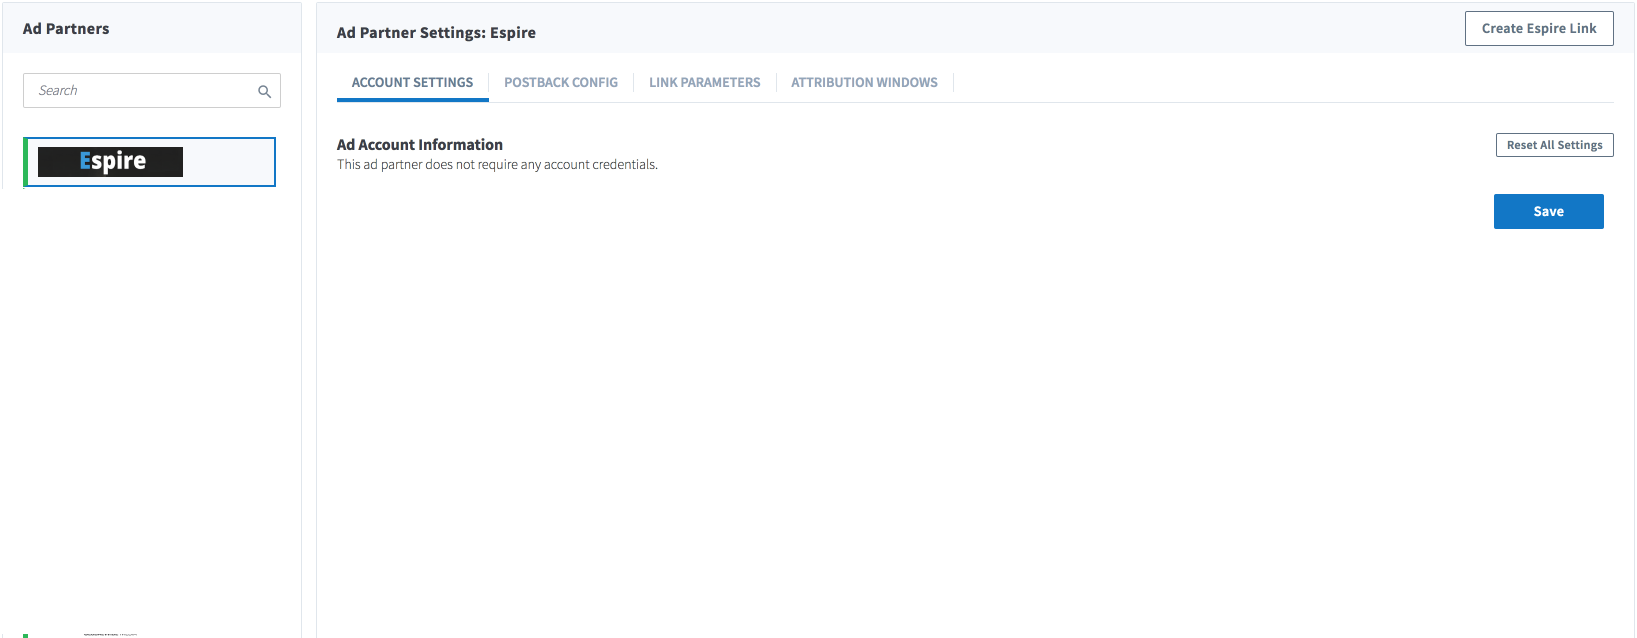 Ad Partners
Search
Espire
Ad Partner Settings: Espire
Create Espire Link
ACCOUNT SETTINGS
POSTBACK CONFIG
LINK PARAMETERS
ATTRIBUTION WINDOWS
Ad Account Information
This ad partner does not require any account credentials.
Reset All Settings
Save